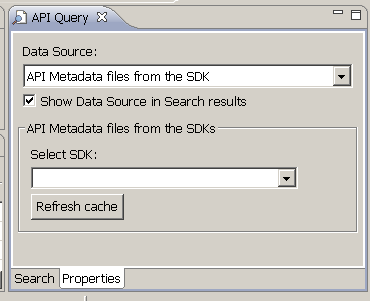 API Query
Data Source:
API Metadata files from the SDK
Show Data Source in Search results
API Metadata files from the SDKs
Select SDK:
Refresh cache
Search Properties